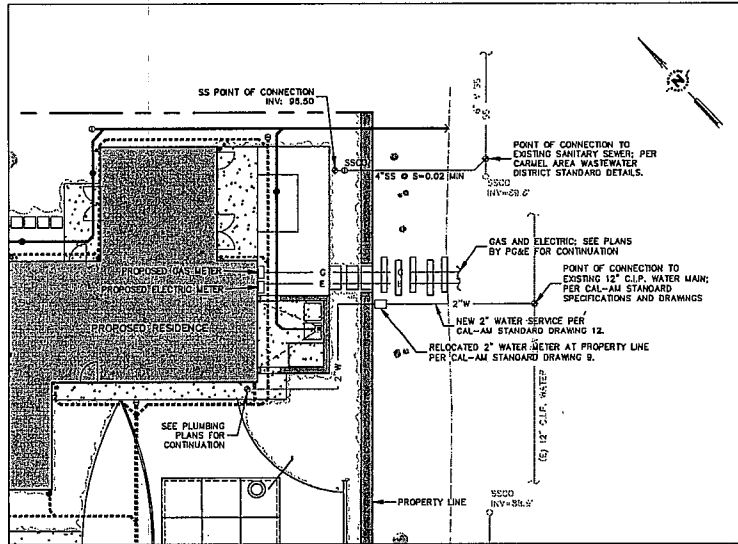 SS POINT OF CONNECTION
INV: 95.50
N
SS
POINT OF CONNECTION TO
EXISTING SANITARY SEWER; PER
CARMEL AREA WASTEWATER
DISTRICT STANDARD DETAILS.
SSCO
4"SS @ S=0.02 MIN
SSCO
GAS AND ELECTRIC; SEE PLANS
BY PG&E FOR CONTINUATION
PROPOSED GAS METER
G
G
PROPOSED ELECTRIC METER
E
E
POINT OF CONNECTION TO
EXISTING 12" C.I.P. WATER MAIN;
PER CAL-AM STANDARD
SPECIFICATIONS AND DRAWINGS
2"W
PROPOSED RESIDENCE
NEW 2" WATER SERVICE PER
CAL-AM STANDARD DRAWING 12.
RELOCATED 2" WATER METER AT PROPERTY LINE
PER CAL-AM STANDARD DRAWING 9.
2"W
SEE PLUMBING
PLANS FOR
CONTINUATION
(E) 12" C.I.P. WATER
PROPERTY LINE
SSCO